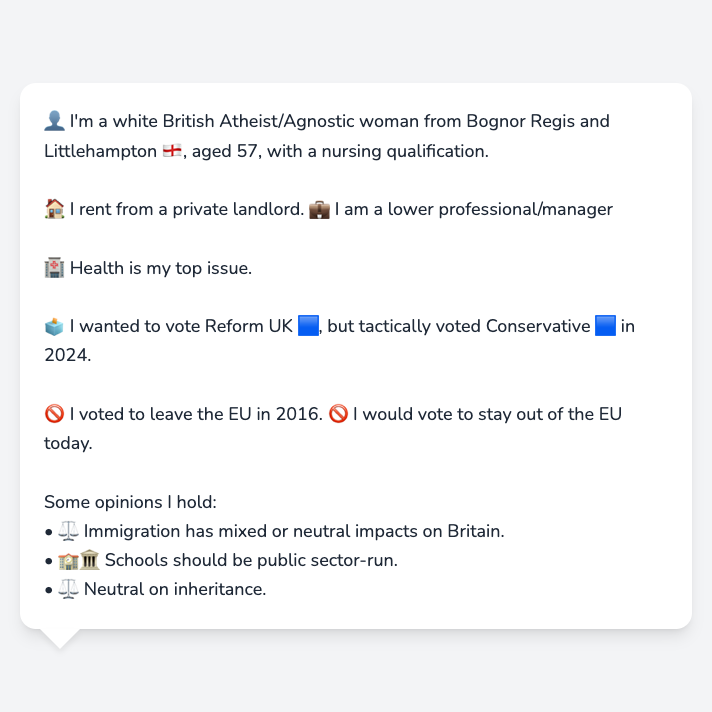 👤 I'm a white British Atheist/Agnostic woman from Bognor Regis and
Littlehampton 🏴󠁧󠁢󠁥󠁮󠁧󠁿, aged 57, with a nursing qualification.
🏠 I rent from a private landlord. 💼 I am a lower professional/manager
🏥 Health is my top issue.
🗳️ I wanted to vote Reform UK 🟦, but tactically voted Conservative 🟦 in
2024.
🚫 I voted to leave the EU in 2016. 🚫 I would vote to stay out of the EU
today.
Some opinions I hold:
• ⚖️ Immigration has mixed or neutral impacts on Britain.
• 🏫🏛️ Schools should be public sector-run.
• ⚖️ Neutral on inheritance.